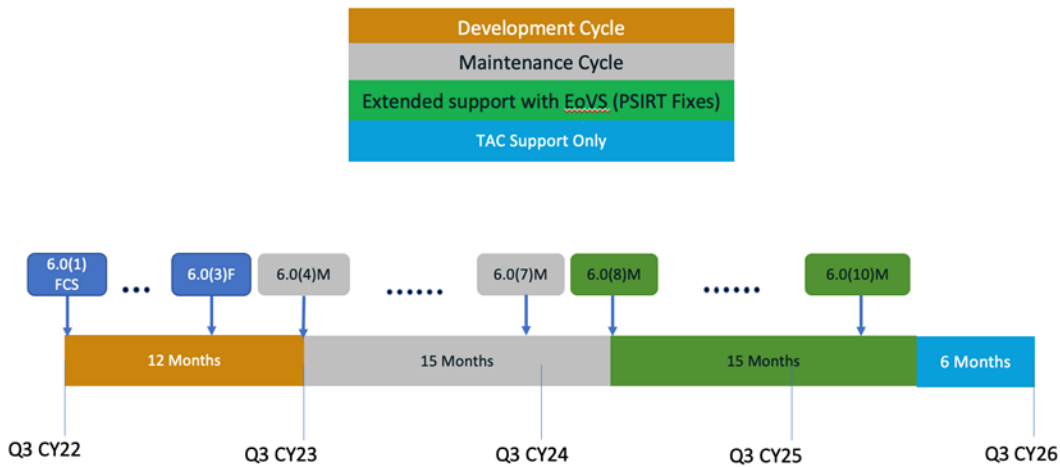 Development Cycle
Maintenance Cycle
Extended support with EoVS (PSIRT Fixes)
TAC Support Only
6.0(1)
FCS
6.0(3)F
6.0(4)M
6.0(7)M
6.0(8)M
6.0(10)M
12 Months
15 Months
15 Months
6 Months
Q3 CY22
Q3 CY23
Q3 CY24
Q3 CY25
Q3 CY26